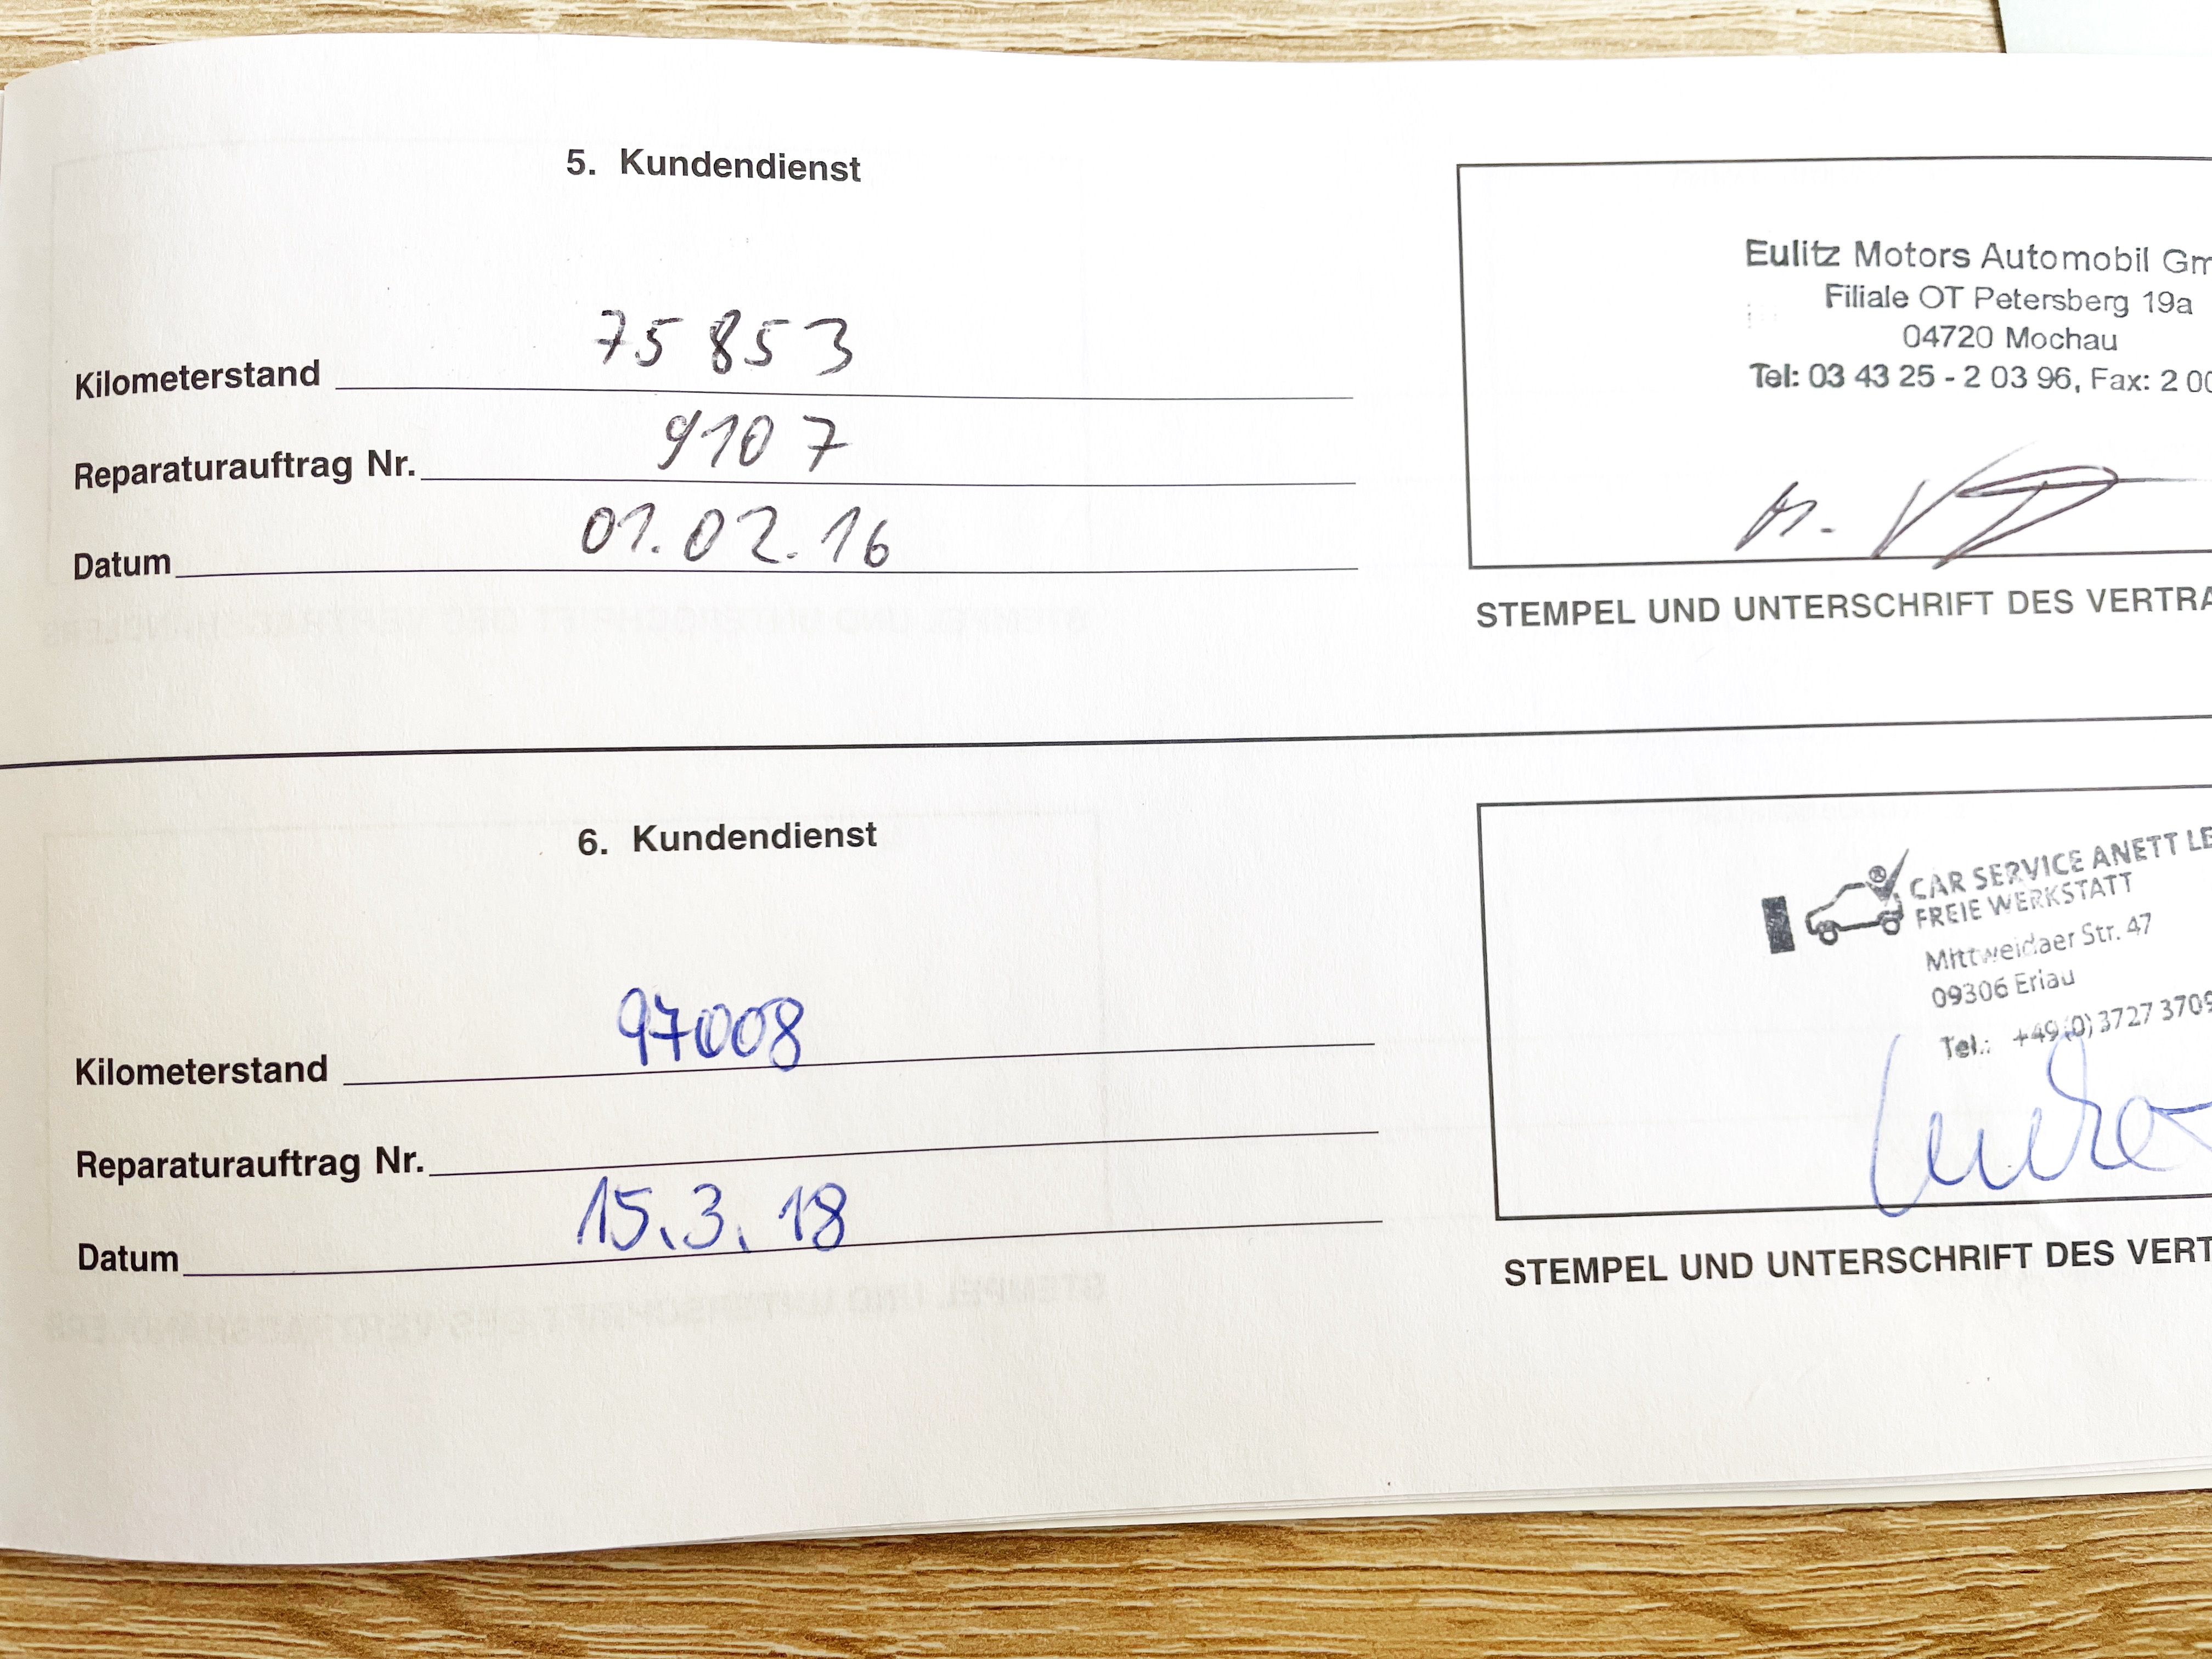 5. Kundendienst
Kilometerstand 75 853
Reparaturauftrag Nr. 9107
Datum 01.02.16
Eulitz Motors Automobil Gm
Filiale OT Petersberg 19a
04720 Mochau
Tel: 03 43 25 - 2 03 96, Fax: 2 00
STEMPEL UND UNTERSCHRIFT DES VERTRA
6. Kundendienst
Kilometerstand 97008
Reparaturauftrag Nr.
Datum 15.3.18
CAR SERVICE ANETT LE
FREIE WERKSTATT
Mittweidaer Str. 47
09306 Erlau
Tel.: +49 (0) 3727 3709
STEMPEL UND UNTERSCHRIFT DES VERT